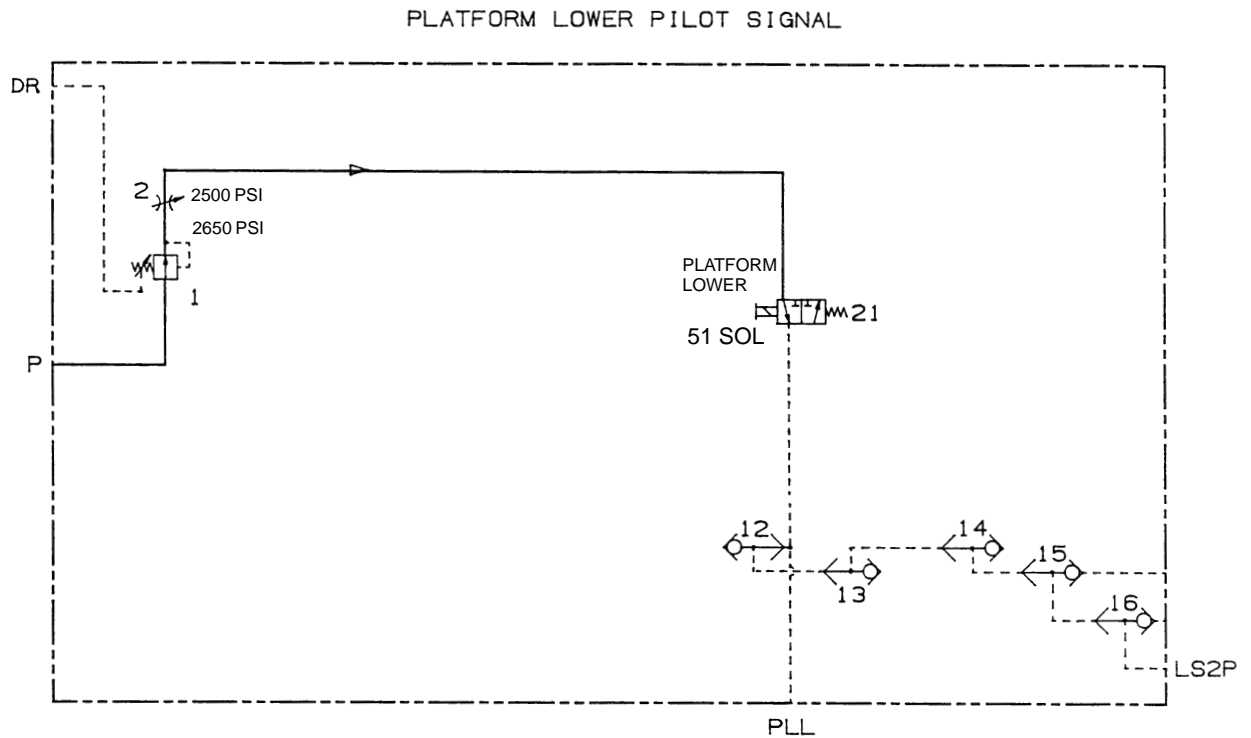 PLATFORM LOWER PILOT SIGNAL
DR
2
2500 PSI
2650 PSI
1
P
PLATFORM
LOWER
21
51 SOL
12
14
15
13
16
LS2P
PLL